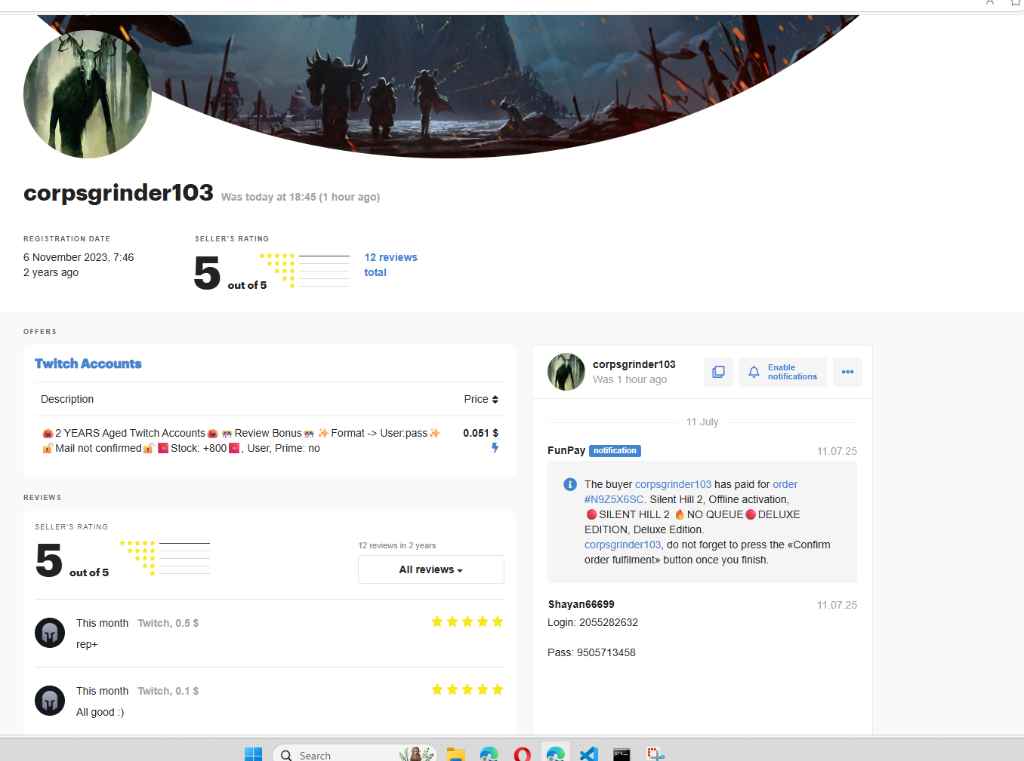 corpsgrinder103 Was today at 18:45 (1 hour ago)
REGISTRATION DATE
6 November 2023, 7:46
2 years ago
SELLER'S RATING
5 out of 5
12 reviews
total
OFFERS
Twitch Accounts
Description Price
2 YEARS Aged Twitch Accounts Review Bonus Format -> User:pass
Mail not confirmed Stock: +800, User, Prime: no
0.051 $
REVIEWS
SELLER'S RATING
5 out of 5
12 reviews in 2 years
All reviews
This month Twitch, 0.5 $
rep+
This month Twitch, 0.1 $
All good :)
corpsgrinder103
Was 1 hour ago
Enable
notifications
11 July
FunPay notification 11.07.25
The buyer corpsgrinder103 has paid for order
#N9Z5X6SC. Silent Hill 2, Offline activation,
SILENT HILL 2 NO QUEUE DELUXE
EDITION, Deluxe Edition.
corpsgrinder103, do not forget to press the «Confirm
order fulfilment» button once you finish.
Shayan66699 11.07.25
Login: 2055282632
Pass: 9505713458
Search